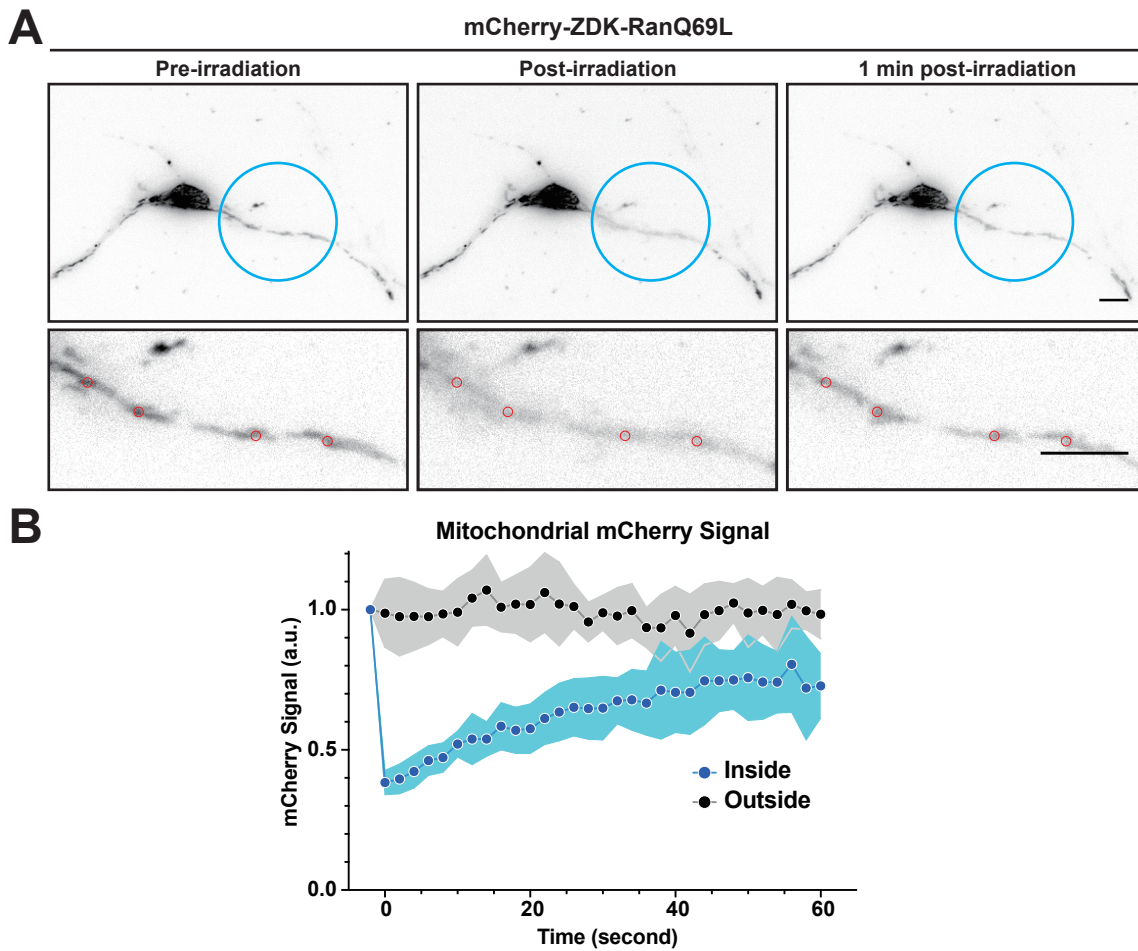 A
mCherry-ZDK-RanQ69L
Pre-irradiation
Post-irradiation
1 min post-irradiation
B
Mitochondrial mCherry Signal
mCherry Signal (a.u.)
1.0
0.5
0.0
Inside
Outside
0
20
40
60
Time (second)